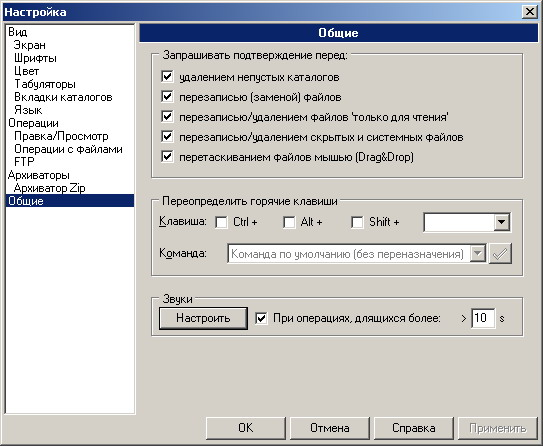 Настройка
Вид
Экран
Шрифты
Цвет
Табуляторы
Вкладки каталогов
Язык
Операции
Правка/Просмотр
Операции с файлами
FTP
Архиваторы
Архиватор Zip
Общие
Общие
Запрашивать подтверждение перед:
удалением непустых каталогов
перезаписью (заменой) файлов
перезаписью/удалением файлов 'только для чтения'
перезаписью/удалением скрытых и системных файлов
перетаскиванием файлов мышью (Drag&Drop)
Переопределить горячие клавиши
Клавиша: Ctrl + Alt + Shift +
Команда: Команда по умолчанию (без переназначения)
Звуки
Настроить При операциях, длящихся более: > 10 s
OK Отмена Справка Применить